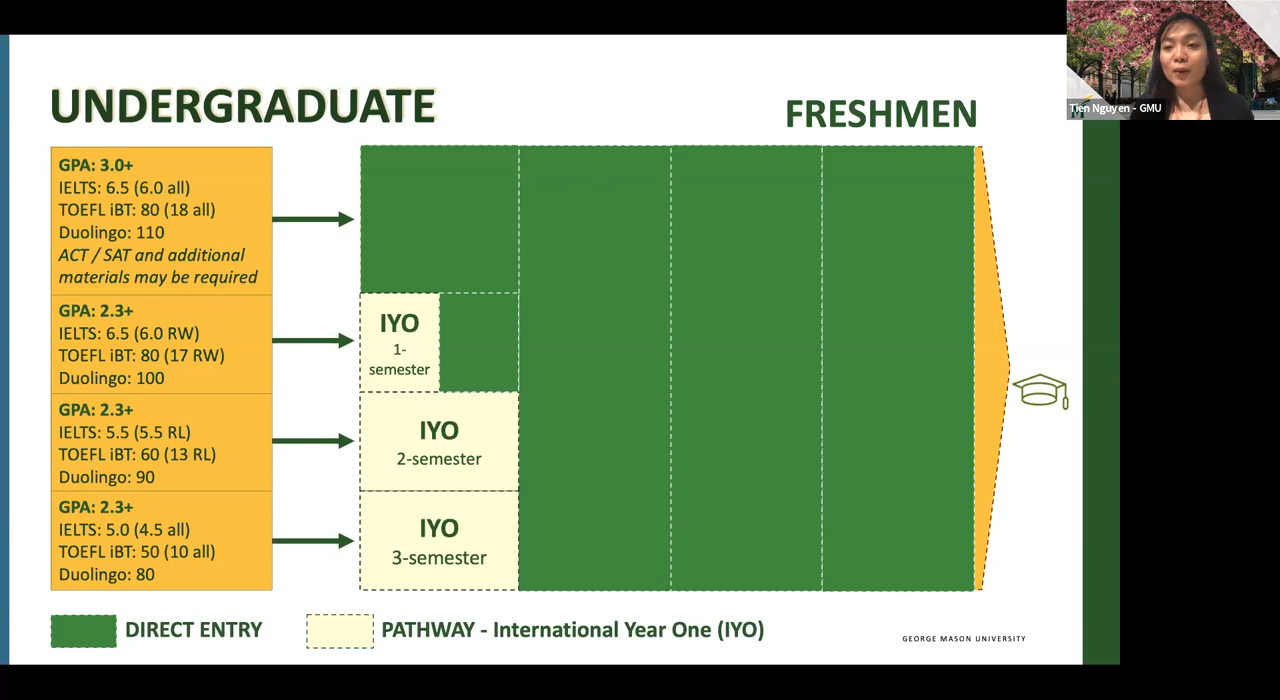 UNDERGRADUATE
FRESHMEN
Tien Nguyen - GMU
GPA: 3.0+
IELTS: 6.5 (6.0 all)
TOEFL iBT: 80 (18 all)
Duolingo: 110
ACT / SAT and additional
materials may be required
GPA: 2.3+
IELTS: 6.5 (6.0 RW)
TOEFL iBT: 80 (17 RW)
Duolingo: 100
IYO
1-
semester
GPA: 2.3+
IELTS: 5.5 (5.5 RL)
TOEFL iBT: 60 (13 RL)
Duolingo: 90
IYO
2-semester
GPA: 2.3+
IELTS: 5.0 (4.5 all)
TOEFL iBT: 50 (10 all)
Duolingo: 80
IYO
3-semester
DIRECT ENTRY
PATHWAY - International Year One (IYO)
GEORGE MASON UNIVERSITY